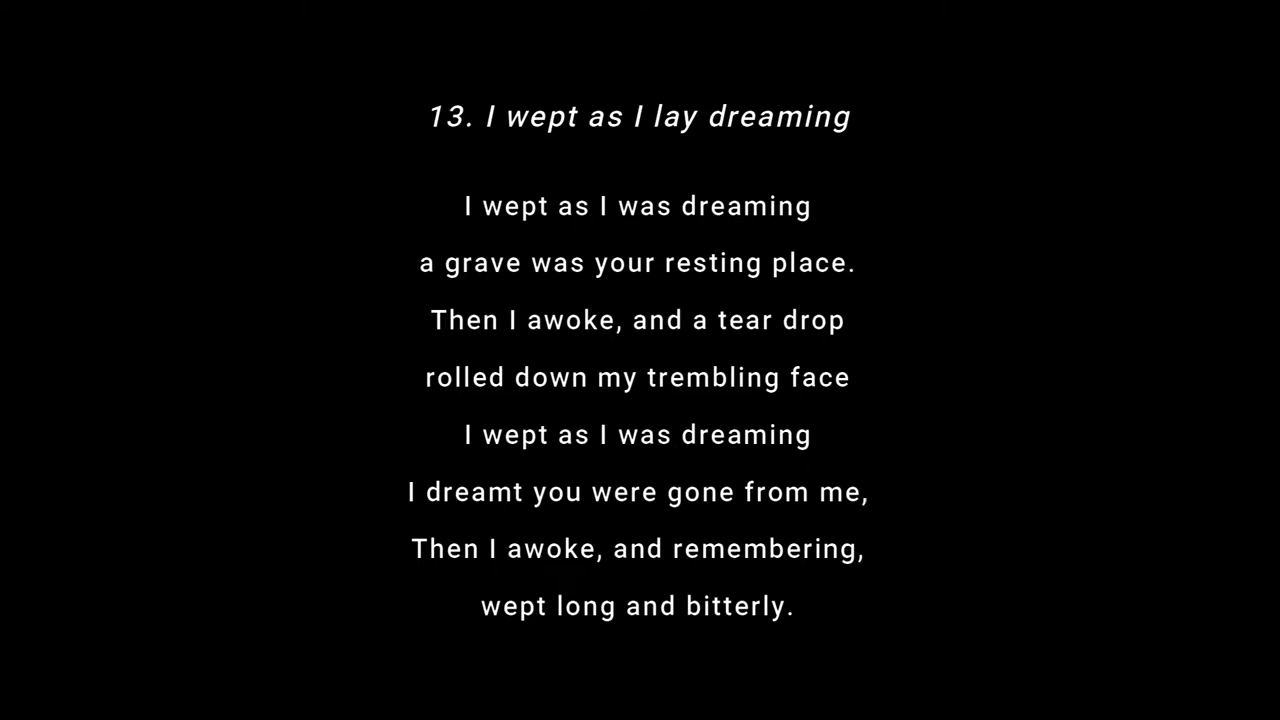 13. I wept as I lay dreaming
I wept as I was dreaming
a grave was your resting place.
Then I awoke, and a tear drop
rolled down my trembling face
I wept as I was dreaming
I dreamt you were gone from me,
Then I awoke, and remembering,
wept long and bitterly.